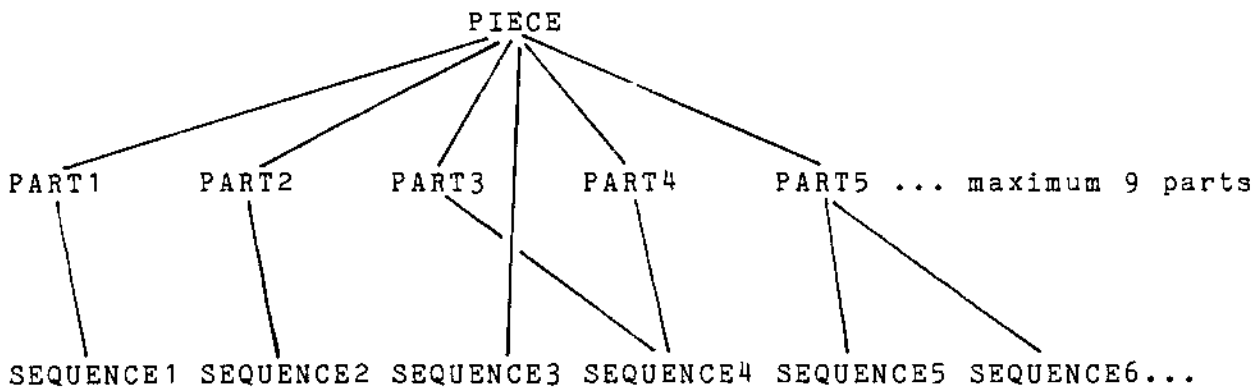 PIECE
PART1 PART2 PART3 PART4 PART5 ... maximum 9 parts
SEQUENCE1 SEQUENCE2 SEQUENCE3 SEQUENCE4 SEQUENCE5 SEQUENCE6...